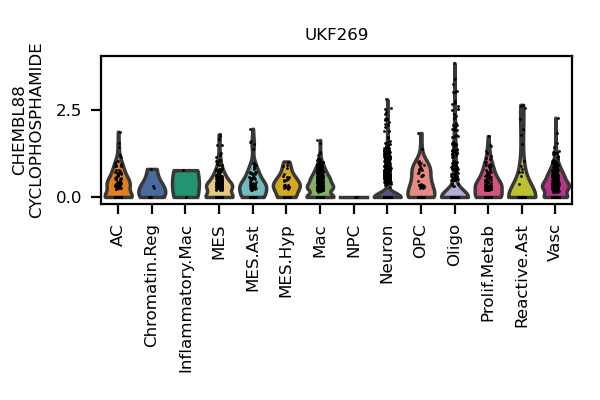 UKF269
CHEMBL88
CYCLOPHOSPHAMIDE
2.5
0.0
AC
Chromatin.Reg
Inflammatory.Mac
MES
MES.Ast
MES.Hyp
Mac
NPC
Neuron
OPC
Oligo
Prolif.Metab
Reactive.Ast
Vasc